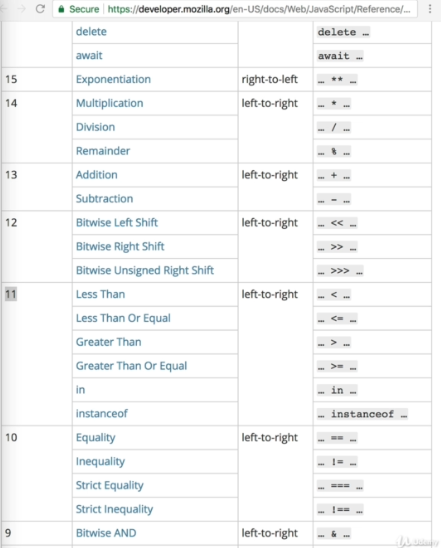 Secure https://developer.mozilla.org/en-US/docs/Web/JavaScript/Reference/...
delete delete …
await await …
15 Exponentiation right-to-left … ** …
14 Multiplication left-to-right … * …
Division … / …
Remainder … % …
13 Addition left-to-right … + …
Subtraction … - …
12 Bitwise Left Shift left-to-right … << …
Bitwise Right Shift … >> …
Bitwise Unsigned Right Shift … >>> …
11 Less Than left-to-right … < …
Less Than Or Equal … <= …
Greater Than … > …
Greater Than Or Equal … >= …
in … in …
instanceof … instanceof …
10 Equality left-to-right … == …
Inequality … != …
Strict Equality … === …
Strict Inequality … !== …
9 Bitwise AND left-to-right … & …
Udemy